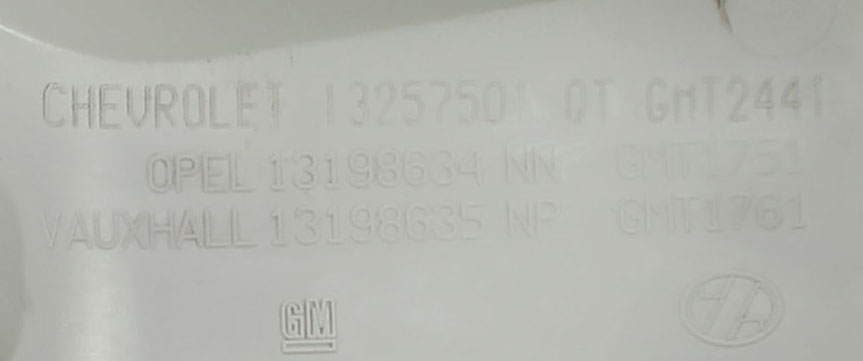 CHEVROLET 13257501 QT GMT2441
OPEL 13198634 NN GMT1751
VAUXHALL 13198635 NP GMT1761
GM